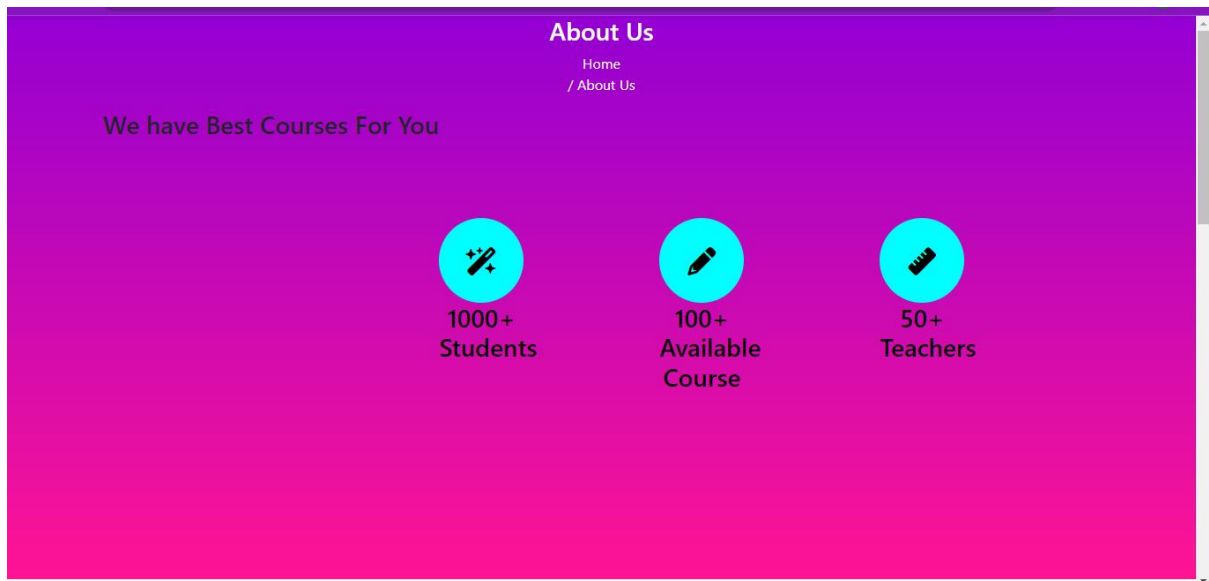 About Us
Home
/ About Us
We have Best Courses For You
1000+
Students
100+
Available
Course
50+
Teachers